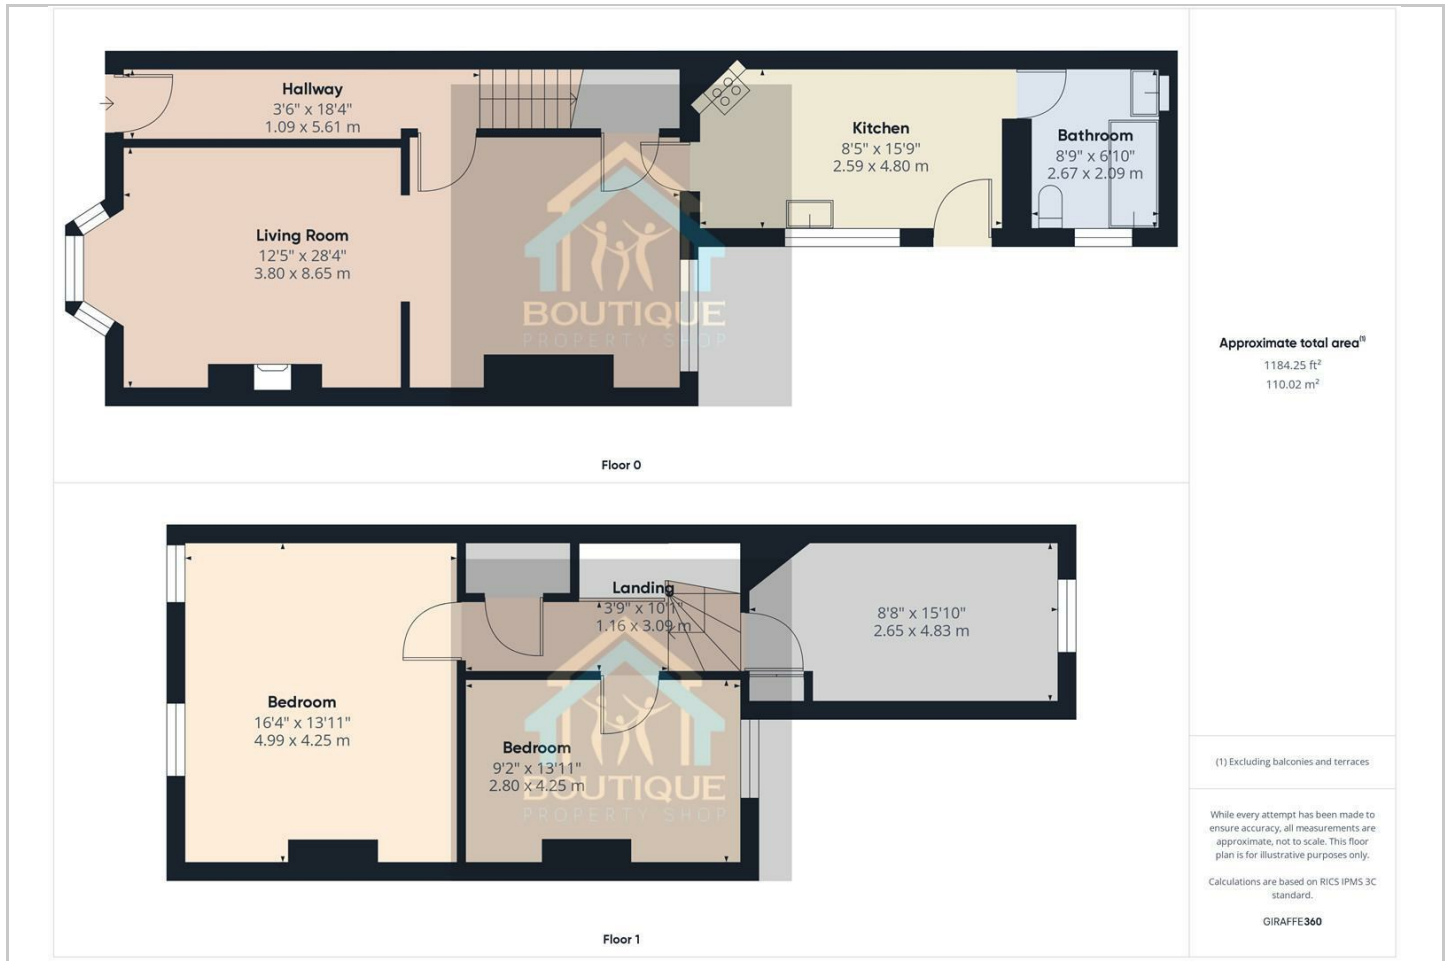 Hallway
3'6" x 18'4"
1.09 x 5.61 m
Kitchen
8'5" x 15'9"
2.59 x 4.80 m
Bathroom
8'9" x 6'10"
2.67 x 2.09 m
Living Room
12'5" x 28'4"
3.80 x 8.65 m
BOUTIQUE
PROPERTY SHOP
Floor 0
Approximate total area(1)
1184.25 ft²
110.02 m²
Landing
3'9" x 10'1"
1.16 x 3.09 m
8'8" x 15'10"
2.65 x 4.83 m
Bedroom
16'4" x 13'11"
4.99 x 4.25 m
Bedroom
9'2" x 13'11"
2.80 x 4.25 m
BOUTIQUE
PROPERTY SHOP
Floor 1
(1) Excluding balconies and terraces
While every attempt has been made to
ensure accuracy, all measurements are
approximate, not to scale. This floor
plan is for illustrative purposes only.
Calculations are based on RICS IPMS 3C
standard.
GIRAFFE360